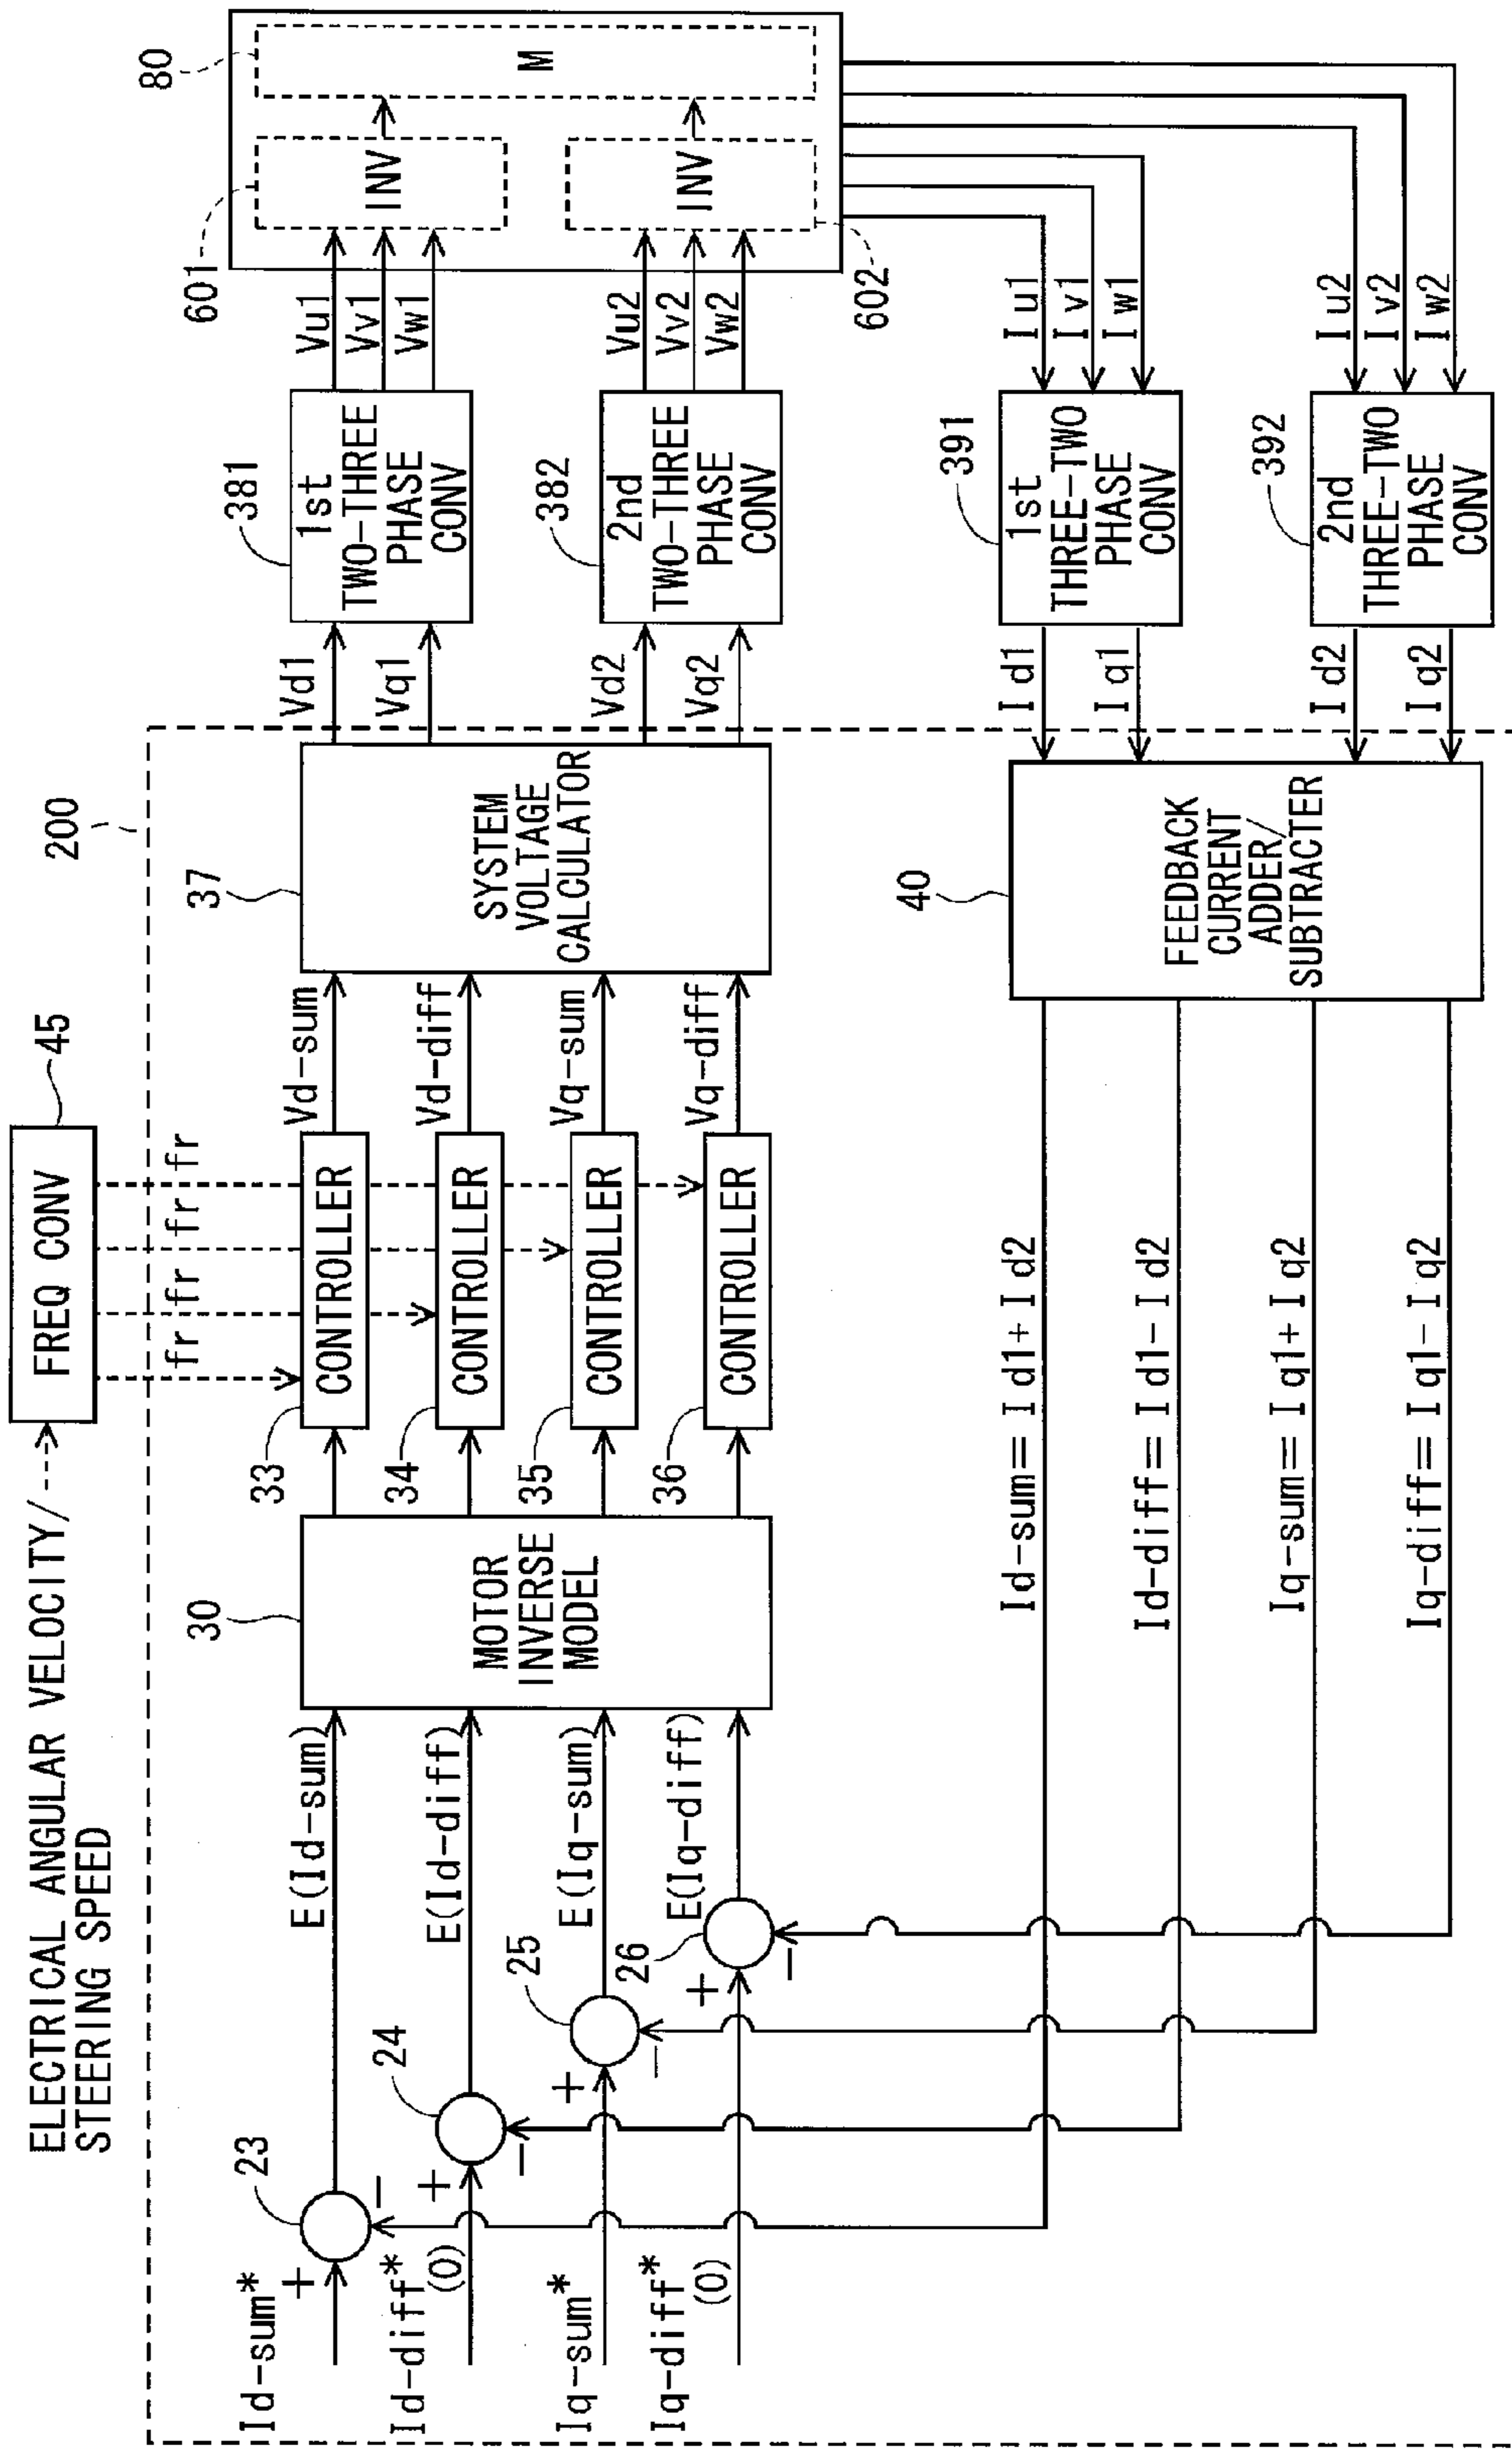 ELECTRICAL ANGULAR VELOCITY/
STEERING SPEED
FREQ CONV
45
fr
fr
fr
fr
200
Id-sum*
+
−
23
E(Id-sum)
Id-diff*
(0)
+
−
24
E(Id-diff)
Iq-sum*
+
−
25
E(Iq-sum)
Iq-diff*
(0)
+
−
26
E(Iq-diff)
30
MOTOR
INVERSE
MODEL
33
CONTROLLER
34
CONTROLLER
35
CONTROLLER
36
CONTROLLER
Vd-sum
Vd-diff
Vq-sum
Vq-diff
37
SYSTEM
VOLTAGE
CALCULATOR
Vd1
Vq1
Vd2
Vq2
381
1st
TWO-THREE
PHASE
CONV
382
2nd
TWO-THREE
PHASE
CONV
Vu1
Vv1
Vw1
Vu2
Vv2
Vw2
601
INV
602
INV
80
M
Iu1
Iv1
Iw1
Iu2
Iv2
Iw2
391
1st
THREE-TWO
PHASE
CONV
392
2nd
THREE-TWO
PHASE
CONV
Id1
Iq1
Id2
Iq2
40
FEEDBACK
CURRENT
ADDER/
SUBTRACTER
Id-sum=Id1+Id2
Id-diff=Id1-Id2
Iq-sum=Iq1+Iq2
Iq-diff=Iq1-Iq2